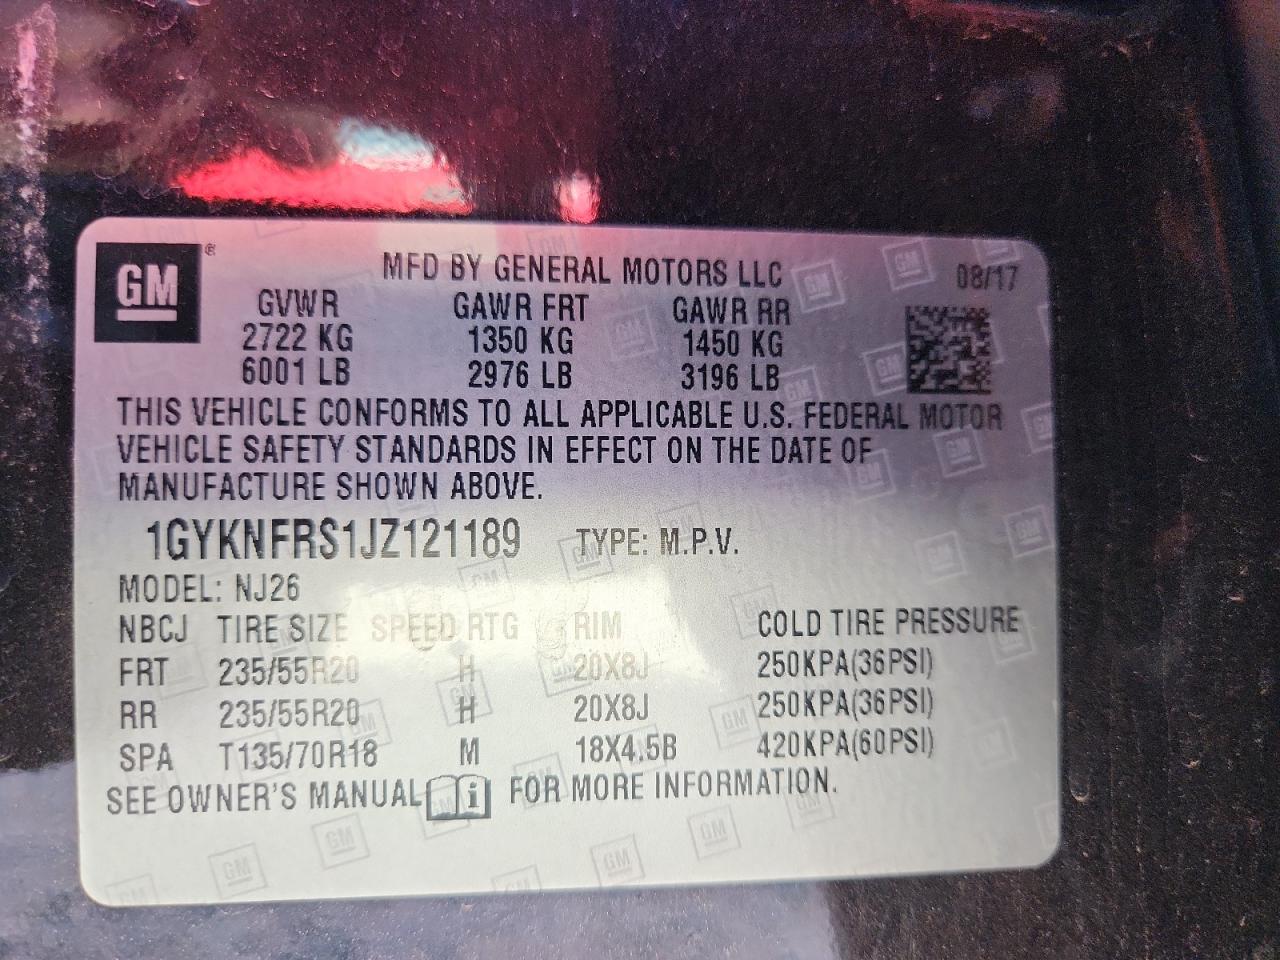 GM ®
MFD BY GENERAL MOTORS LLC 08/17
GVWR GAWR FRT GAWR RR
2722 KG 1350 KG 1450 KG
6001 LB 2976 LB 3196 LB
THIS VEHICLE CONFORMS TO ALL APPLICABLE U.S. FEDERAL MOTOR
VEHICLE SAFETY STANDARDS IN EFFECT ON THE DATE OF
MANUFACTURE SHOWN ABOVE.
1GYKNFRS1JZ121189 TYPE: M.P.V.
MODEL: NJ26
NBCJ TIRE SIZE SPEED RTG RIM COLD TIRE PRESSURE
FRT 235/55R20 H 20X8J 250KPA(36PSI)
RR 235/55R20 H 20X8J 250KPA(36PSI)
SPA T135/70R18 M 18X4.5B 420KPA(60PSI)
SEE OWNER'S MANUAL i FOR MORE INFORMATION.